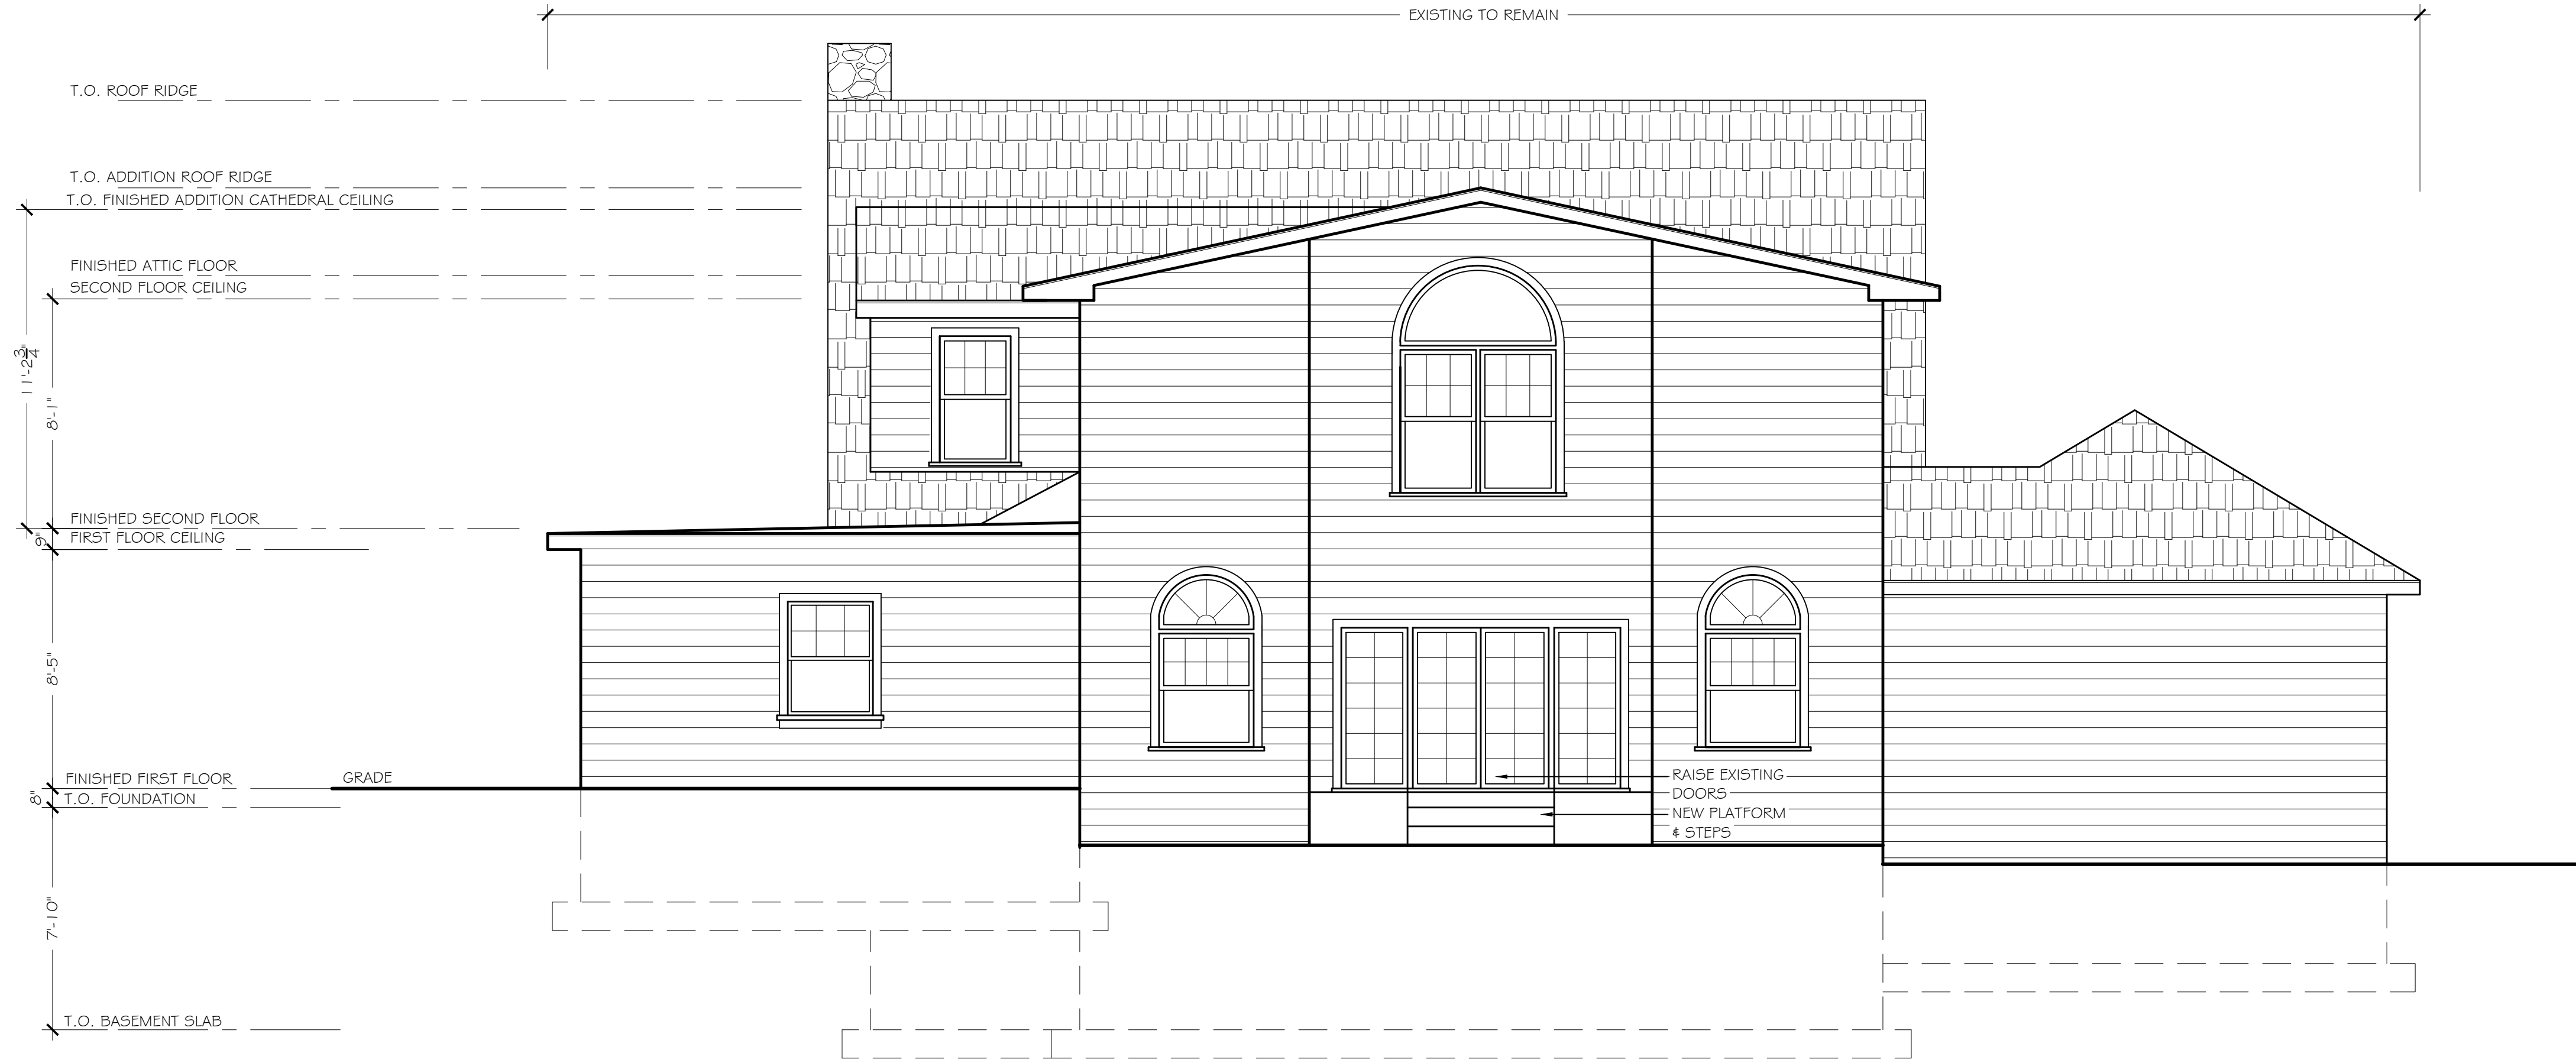 EXISTING TO REMAIN
T.O. ROOF RIDGE
T.O. ADDITION ROOF RIDGE
T.O. FINISHED ADDITION CATHEDRAL CEILING
FINISHED ATTIC FLOOR
SECOND FLOOR CEILING
11'-2 3/4"
8'-1"
FINISHED SECOND FLOOR
9"
FIRST FLOOR CEILING
8'-5"
FINISHED FIRST FLOOR
GRADE
8"
T.O. FOUNDATION
RAISE EXISTING
DOORS
NEW PLATFORM
& STEPS
7'-10"
T.O. BASEMENT SLAB